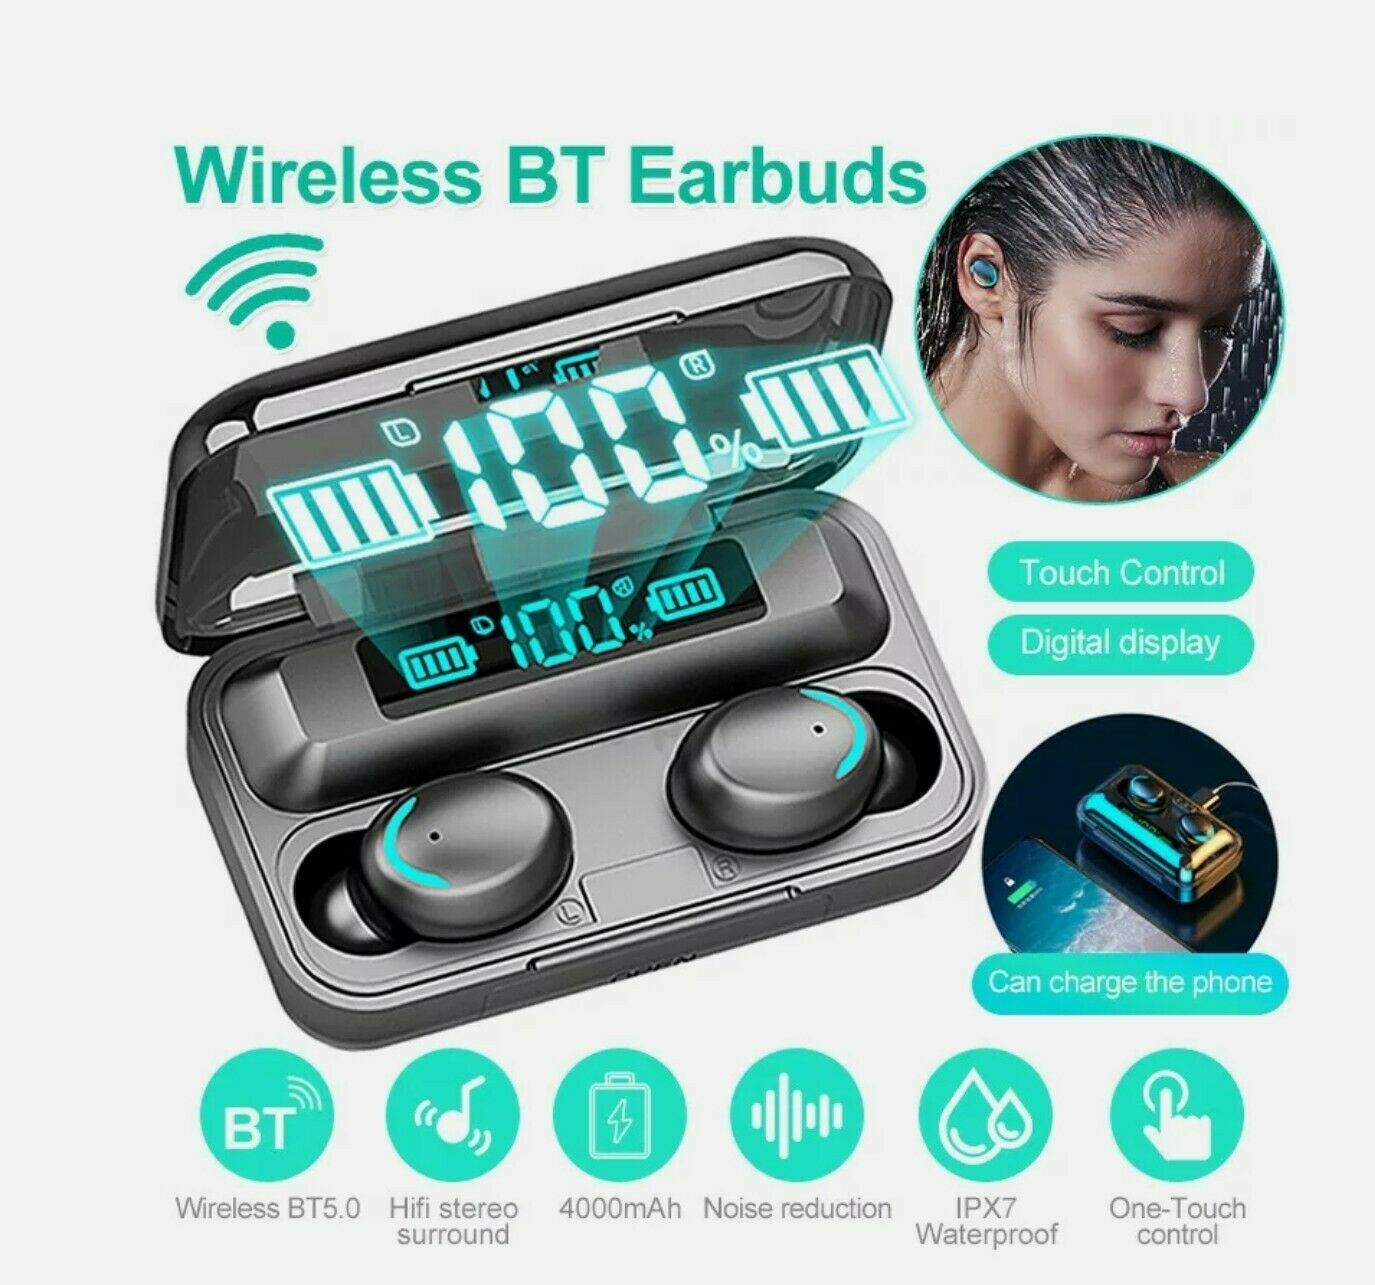 Wireless BT Earbuds
L
100%
R
L
100%
R
L
R
OPEN
Touch Control
Digital display
Can charge the phone
BT
Wireless BT5.0
Hifi stereo
surround
4000mAh
Noise reduction
IPX7
Waterproof
One-Touch
control